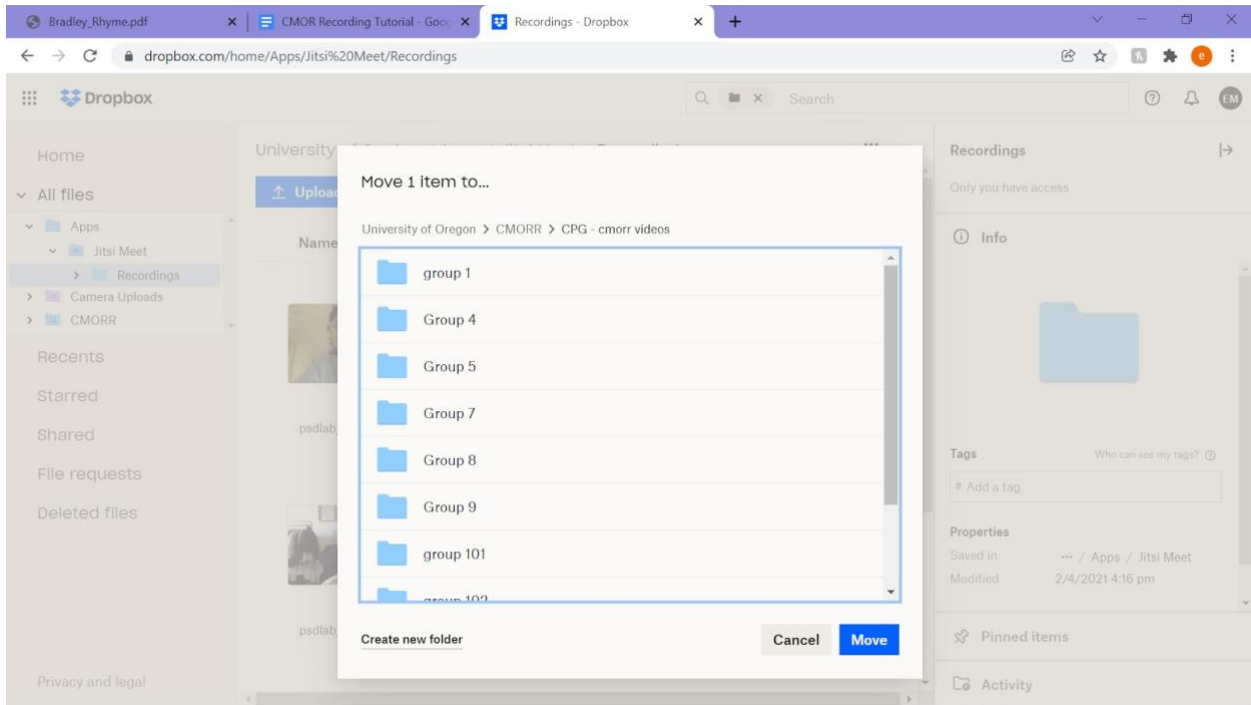 Bradley_Rhyme.pdf
CMOR Recording Tutorial - Goog
Recordings - Dropbox
dropbox.com/home/Apps/Jitsi%20Meet/Recordings
e
Dropbox
Search
EM
Home
All files
Apps
Jitsi Meet
Recordings
Camera Uploads
CMORR
Recents
Starred
Shared
File requests
Deleted files
Privacy and legal
University
Upload
Name
psdlab
psdlab
Move 1 item to...
University of Oregon > CMORR > CPG - cmorr videos
group 1
Group 4
Group 5
Group 7
Group 8
Group 9
group 101
group 102
Create new folder
Cancel
Move
Recordings
Only you have access
Info
Tags
Who can see my tags?
# Add a tag
Properties
Saved in
··· / Apps / Jitsi Meet
Modified
2/4/2021 4:16 pm
Pinned items
Activity